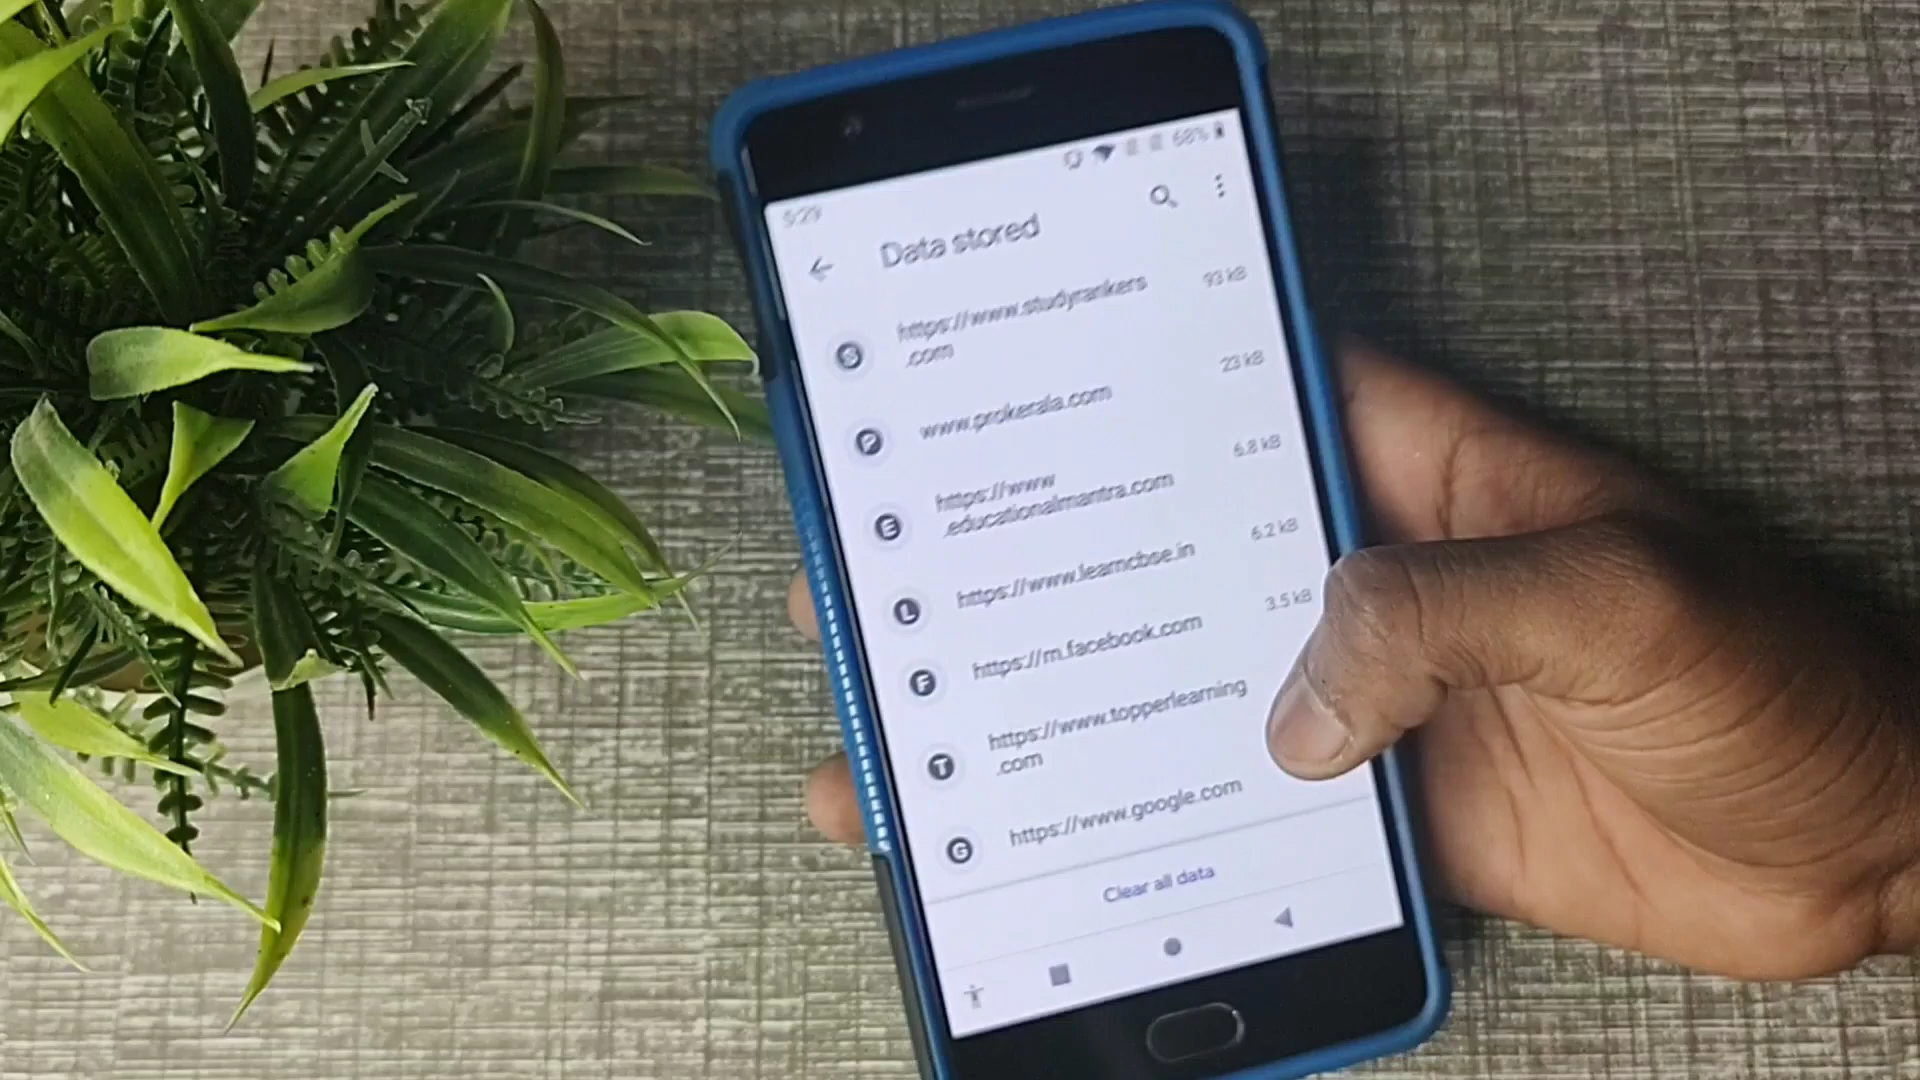 5:29
68%
Data stored
https://www.studyrankers
.com
93 kB
S
www.prokerala.com
23 kB
P
https://www
.educationalmantra.com
6.8 kB
E
https://www.learncbse.in
6.2 kB
L
https://m.facebook.com
3.5 kB
F
https://www.topperlearning
.com
T
https://www.google.com
G
Clear all data